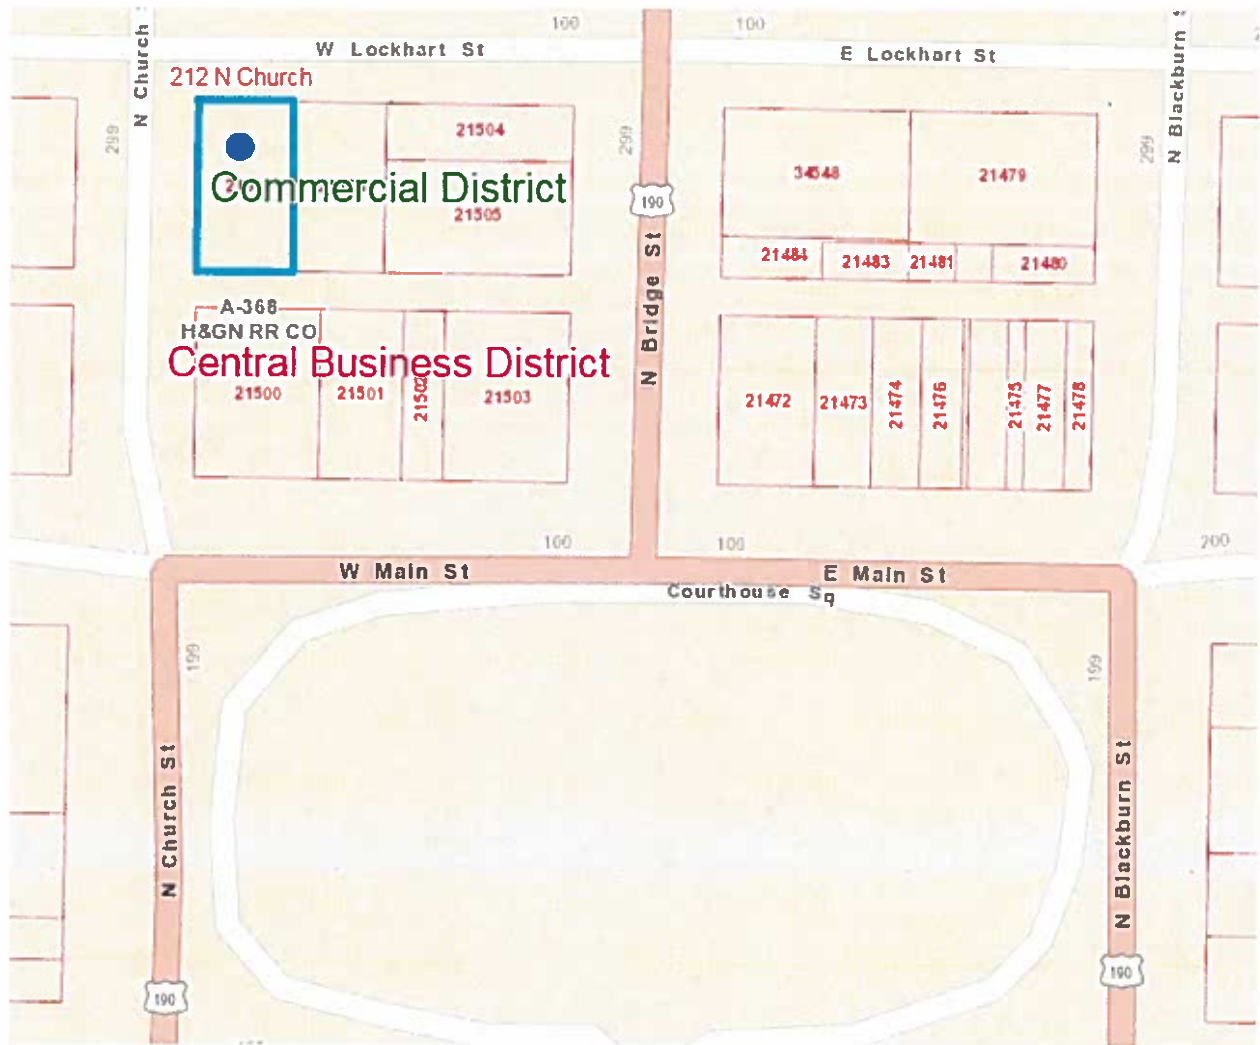 100
100
W Lockhart St
E Lockhart St
N Church
N Blackburn
212 N Church
299
299
299
21504
Commercial District
21505
190
34548
21479
21484
21483
21481
21480
N Bridge St
A-368
H&GN RR CO
Central Business District
21500
21501
21502
21503
21472
21473
21474
21476
21475
21477
21478
100
100
200
W Main St
E Main St
Courthouse Sq
199
199
N Church St
N Blackburn St
190
190